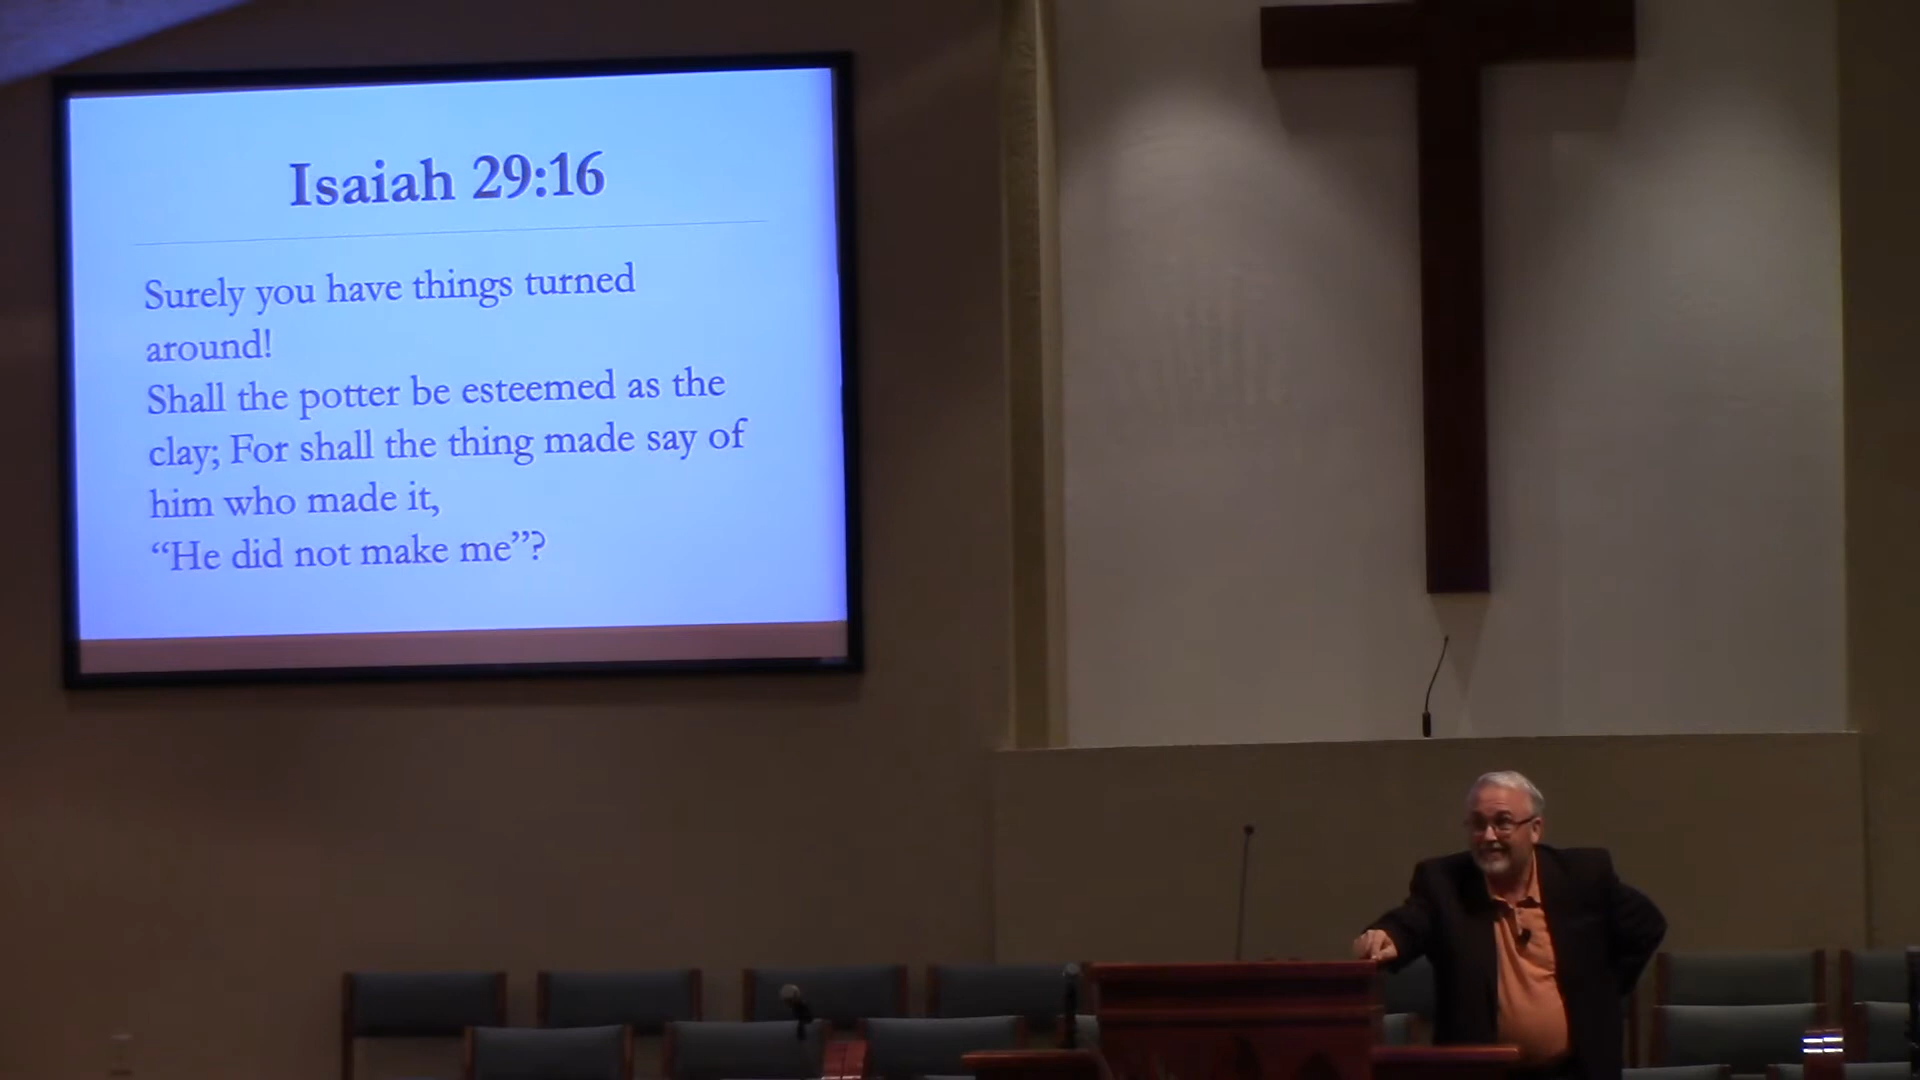 Isaiah 29:16
Surely you have things turned
around!
Shall the potter be esteemed as the
clay; For shall the thing made say of
him who made it,
“He did not make me”?